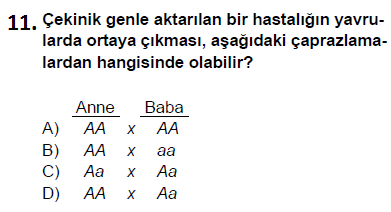 11. Çekinik genle aktarılan bir hastalığın yavru-
larda ortaya çıkması, aşağıdaki çaprazlama-
lardan hangisinde olabilir?
Anne Baba
A) AA x AA
B) AA x aa
C) Aa x Aa
D) AA x Aa